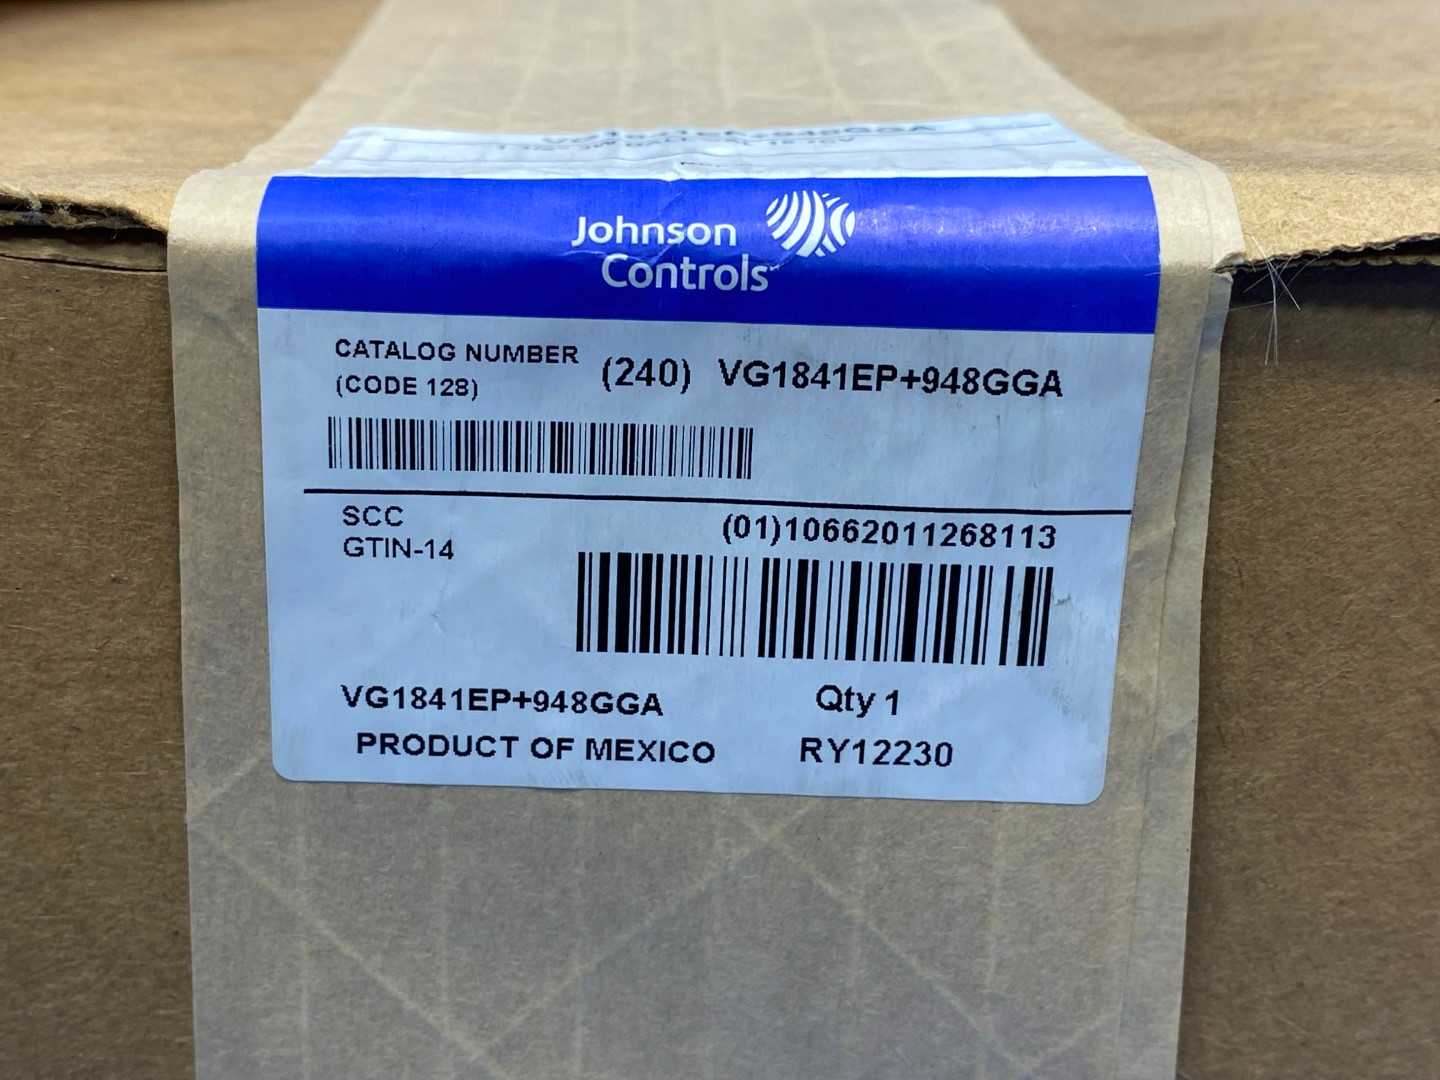 Johnson
Controls
CATALOG NUMBER
(CODE 128)
(240) VG1841EP+948GGA
SCC
GTIN-14
(01)10662011268113
VG1841EP+948GGA
Qty 1
PRODUCT OF MEXICO
RY12230